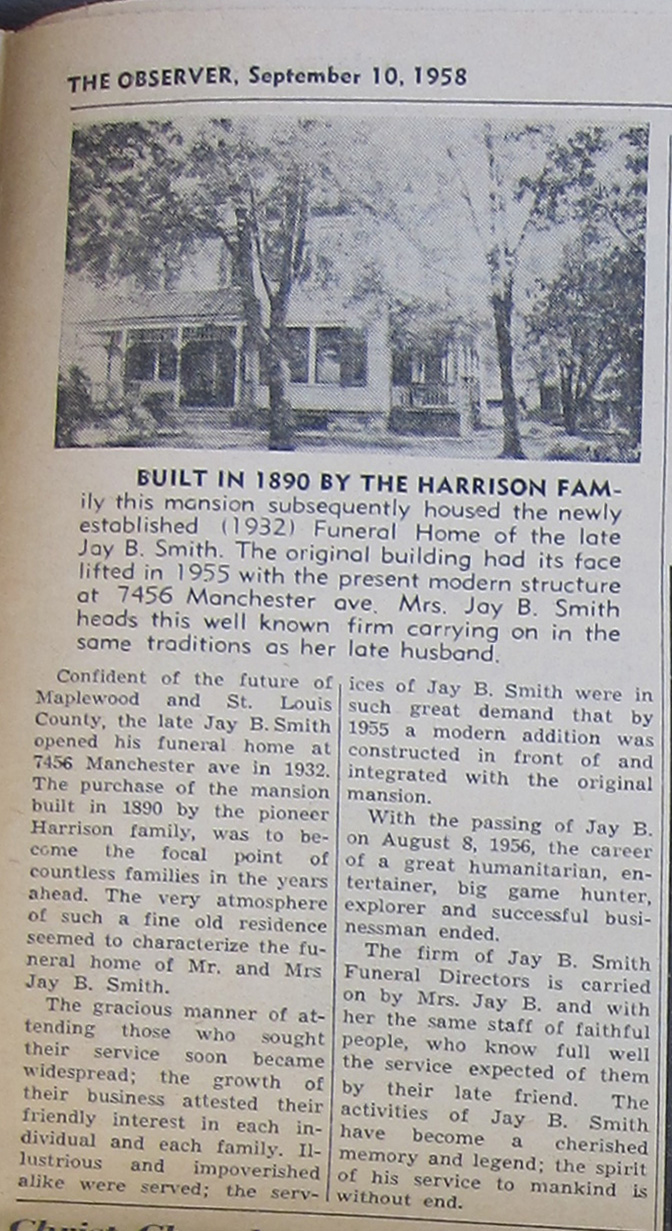 THE OBSERVER, September 10, 1958
BUILT IN 1890 BY THE HARRISON FAM-
ily this mansion subsequently housed the newly
established (1932) Funeral Home of the late
Jay B. Smith. The original building had its face
lifted in 1955 with the present modern structure
at 7456 Manchester ave. Mrs. Jay B. Smith
heads this well known firm carrying on in the
same traditions as her late husband.
Confident of the future of
Maplewood and St. Louis
County, the late Jay B. Smith
opened his funeral home at
7456 Manchester ave in 1932.
The purchase of the mansion
built in 1890 by the pioneer
Harrison family, was to be-
come the focal point of
countless families in the years
ahead. The very atmosphere
of such a fine old residence
seemed to characterize the fu-
neral home of Mr. and Mrs
Jay B. Smith.
The gracious manner of at-
tending those who sought
their service soon became
widespread; the growth of
their business attested their
friendly interest in each in-
dividual and each family. Il-
lustrious and impoverished
alike were served; the serv-
ices of Jay B. Smith were in
such great demand that by
1955 a modern addition was
constructed in front of and
integrated with the original
mansion.
With the passing of Jay B.
on August 8, 1956, the career
of a great humanitarian, en-
tertainer, big game hunter,
explorer and successful busi-
nessman ended.
The firm of Jay B. Smith
Funeral Directors is carried
on by Mrs. Jay B. and with
her the same staff of faithful
people, who know full well
the service expected of them
by their late friend. The
activities of Jay B. Smith
have become a cherished
memory and legend; the spirit
of his service to mankind is
without end.